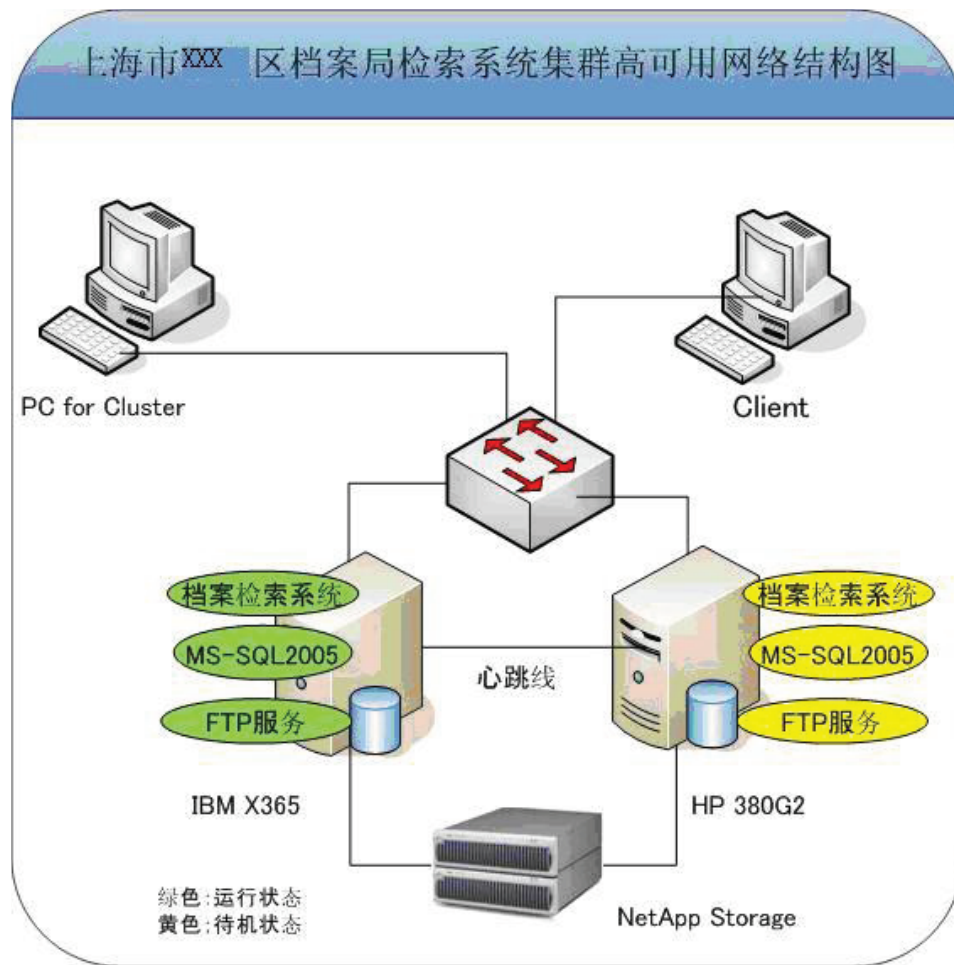 上海市XXX 区档案局检索系统集群高可用网络结构图
PC for Cluster
Client
档案检索系统
档案检索系统
MS-SQL2005
MS-SQL2005
心跳线
FTP服务
FTP服务
IBM X365
HP 380G2
绿色:运行状态
黄色:待机状态
NetApp Storage